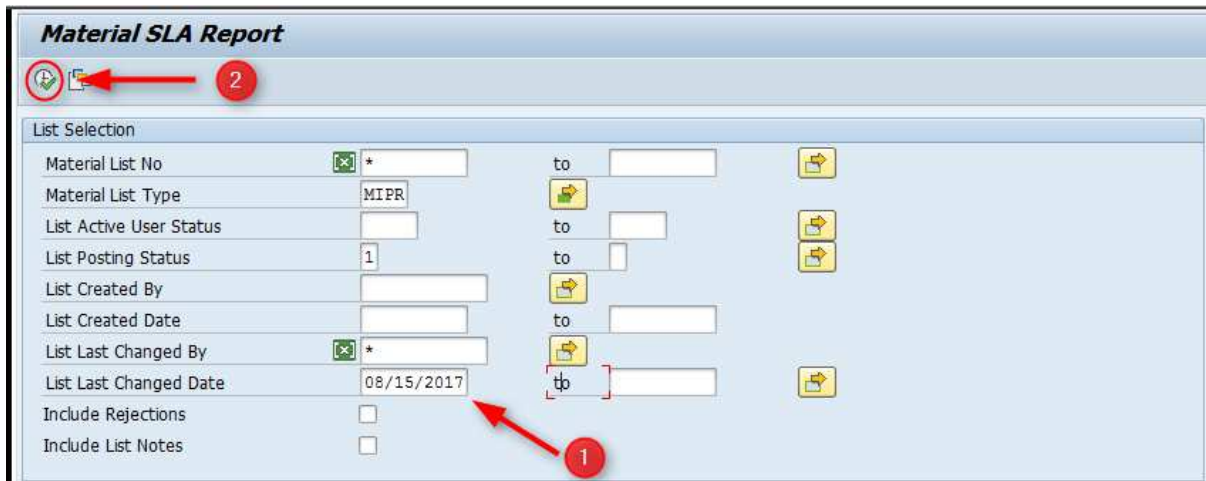 Material SLA Report
2
List Selection
Material List No * to
Material List Type MIPR
List Active User Status to
List Posting Status 1 to
List Created By
List Created Date to
List Last Changed By *
List Last Changed Date 08/15/2017 to
Include Rejections
Include List Notes
1